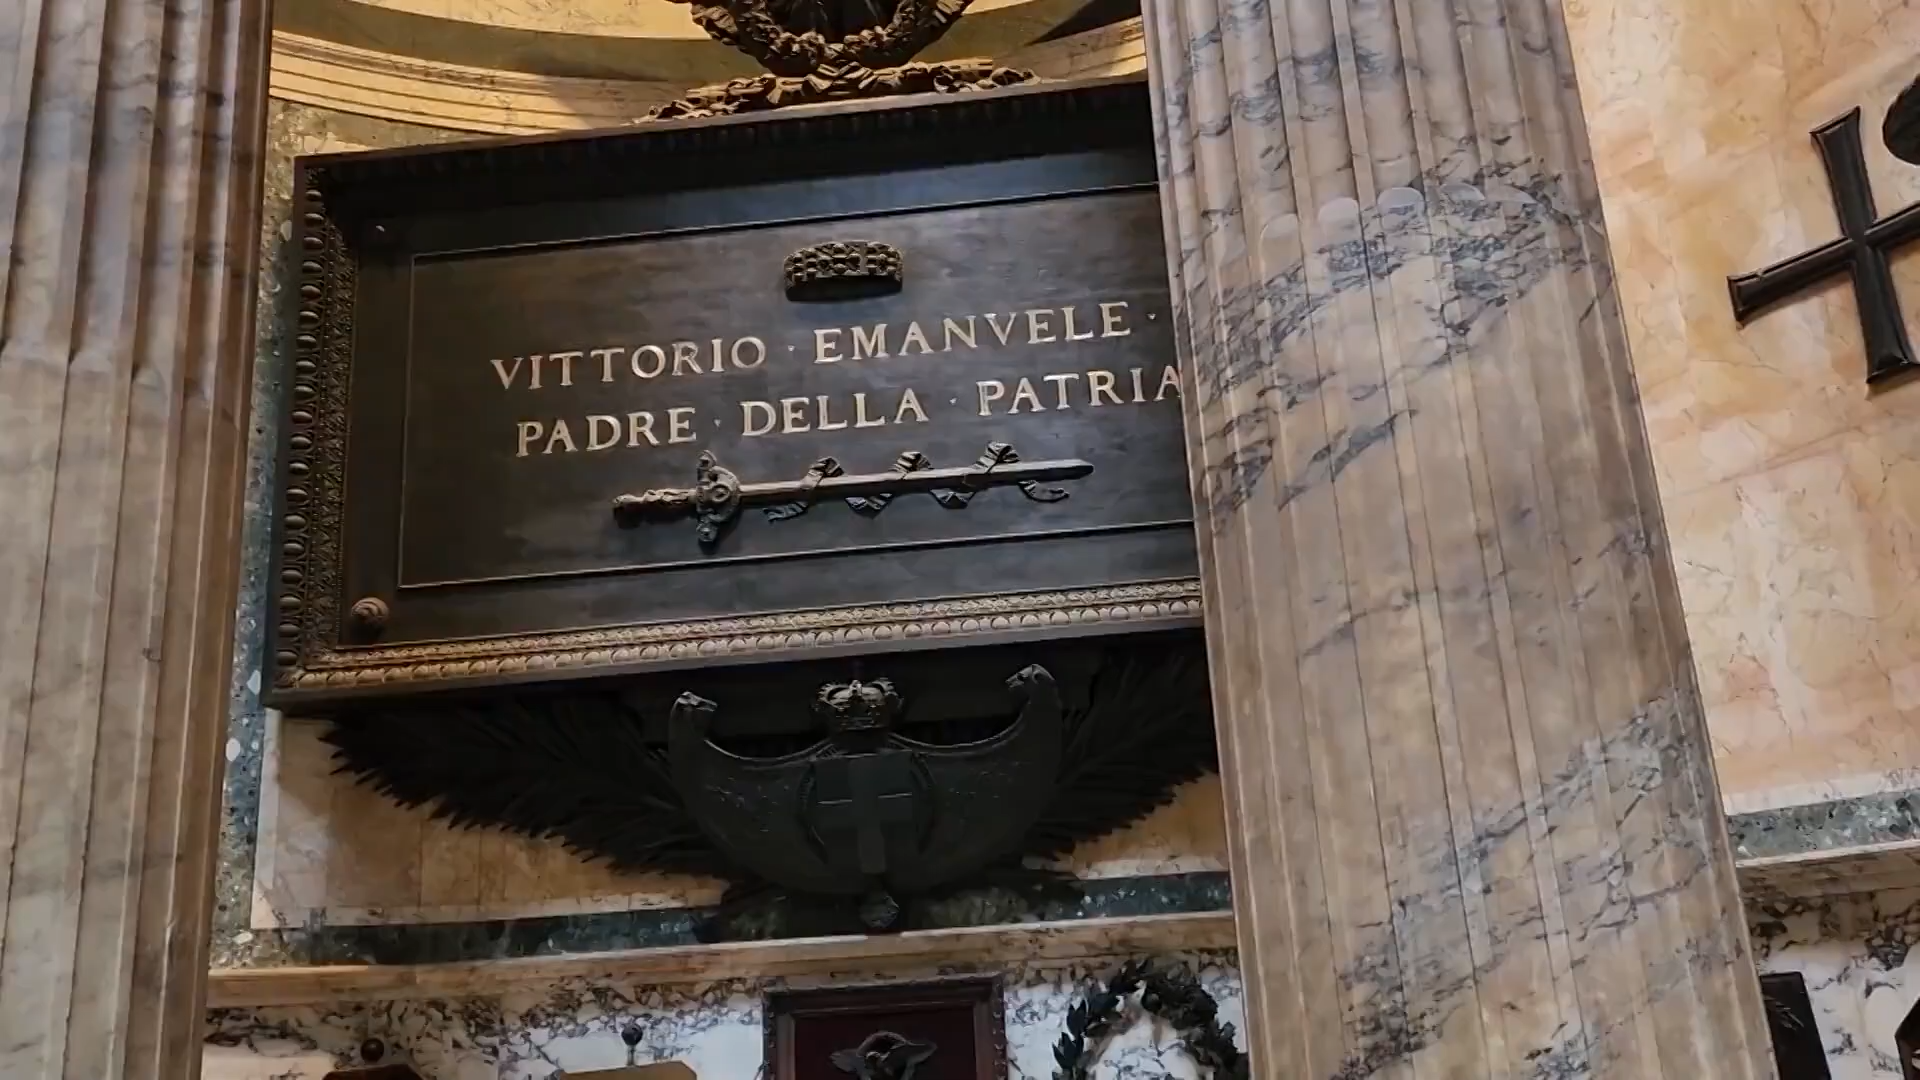 VITTORIO · EMANVELE ·
PADRE · DELLA · PATRIA